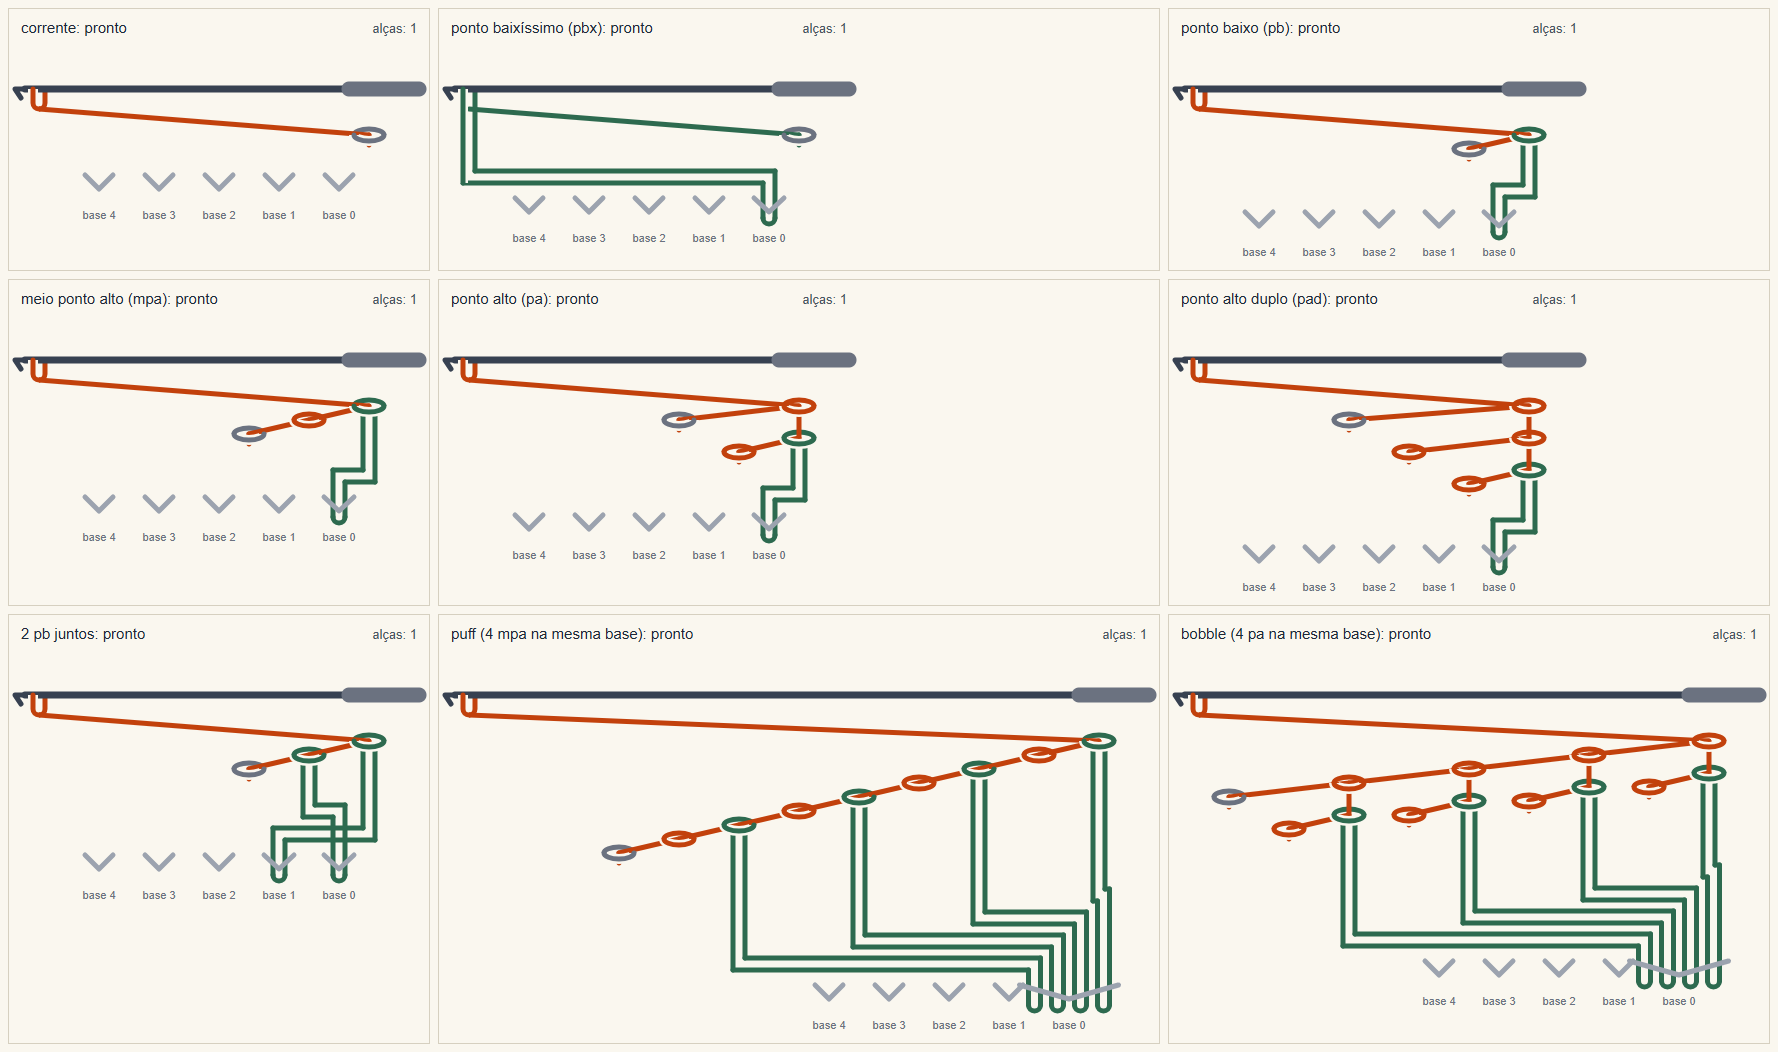 corrente: pronto
alças: 1
base 4 base 3 base 2 base 1 base 0
ponto baixíssimo (pbx): pronto
alças: 1
base 4 base 3 base 2 base 1 base 0
ponto baixo (pb): pronto
alças: 1
base 4 base 3 base 2 base 1 base 0
meio ponto alto (mpa): pronto
alças: 1
base 4 base 3 base 2 base 1 base 0
ponto alto (pa): pronto
alças: 1
base 4 base 3 base 2 base 1 base 0
ponto alto duplo (pad): pronto
alças: 1
base 4 base 3 base 2 base 1 base 0
2 pb juntos: pronto
alças: 1
base 4 base 3 base 2 base 1 base 0
puff (4 mpa na mesma base): pronto
alças: 1
base 4 base 3 base 2 base 1 base 0
bobble (4 pa na mesma base): pronto
alças: 1
base 4 base 3 base 2 base 1 base 0